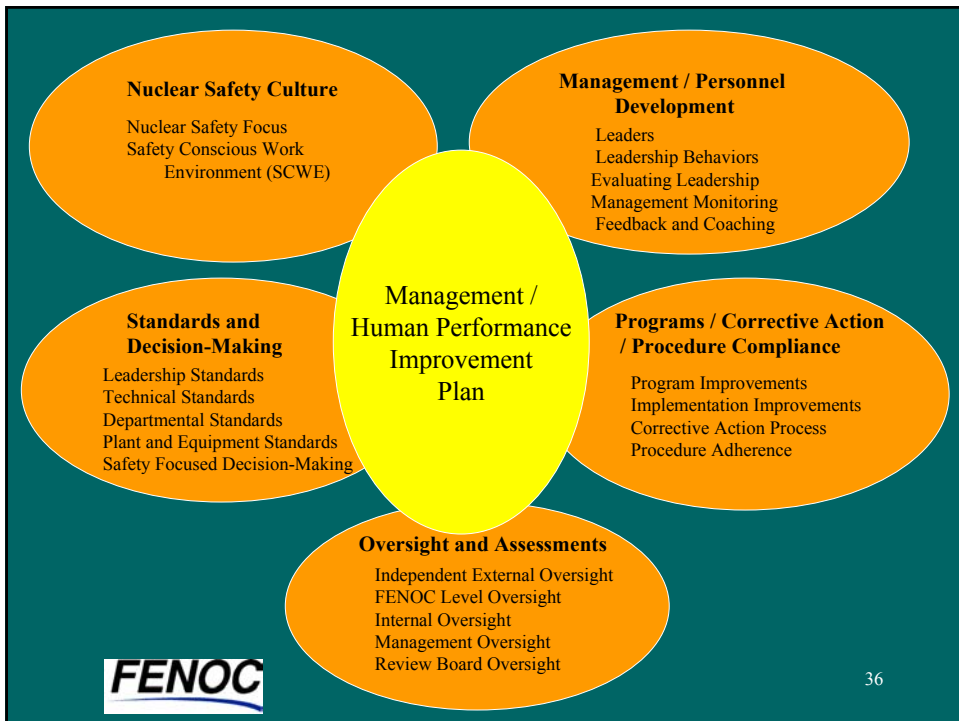 Nuclear Safety Culture
Nuclear Safety Focus
Safety Conscious Work
Environment (SCWE)
Management / Personnel
Development
Leaders
Leadership Behaviors
Evaluating Leadership
Management Monitoring
Feedback and Coaching
Management /
Human Performance
Improvement
Plan
Standards and
Decision-Making
Leadership Standards
Technical Standards
Departmental Standards
Plant and Equipment Standards
Safety Focused Decision-Making
Programs / Corrective Action
/ Procedure Compliance
Program Improvements
Implementation Improvements
Corrective Action Process
Procedure Adherence
Oversight and Assessments
Independent External Oversight
FENOC Level Oversight
Internal Oversight
Management Oversight
Review Board Oversight
FENOC
36